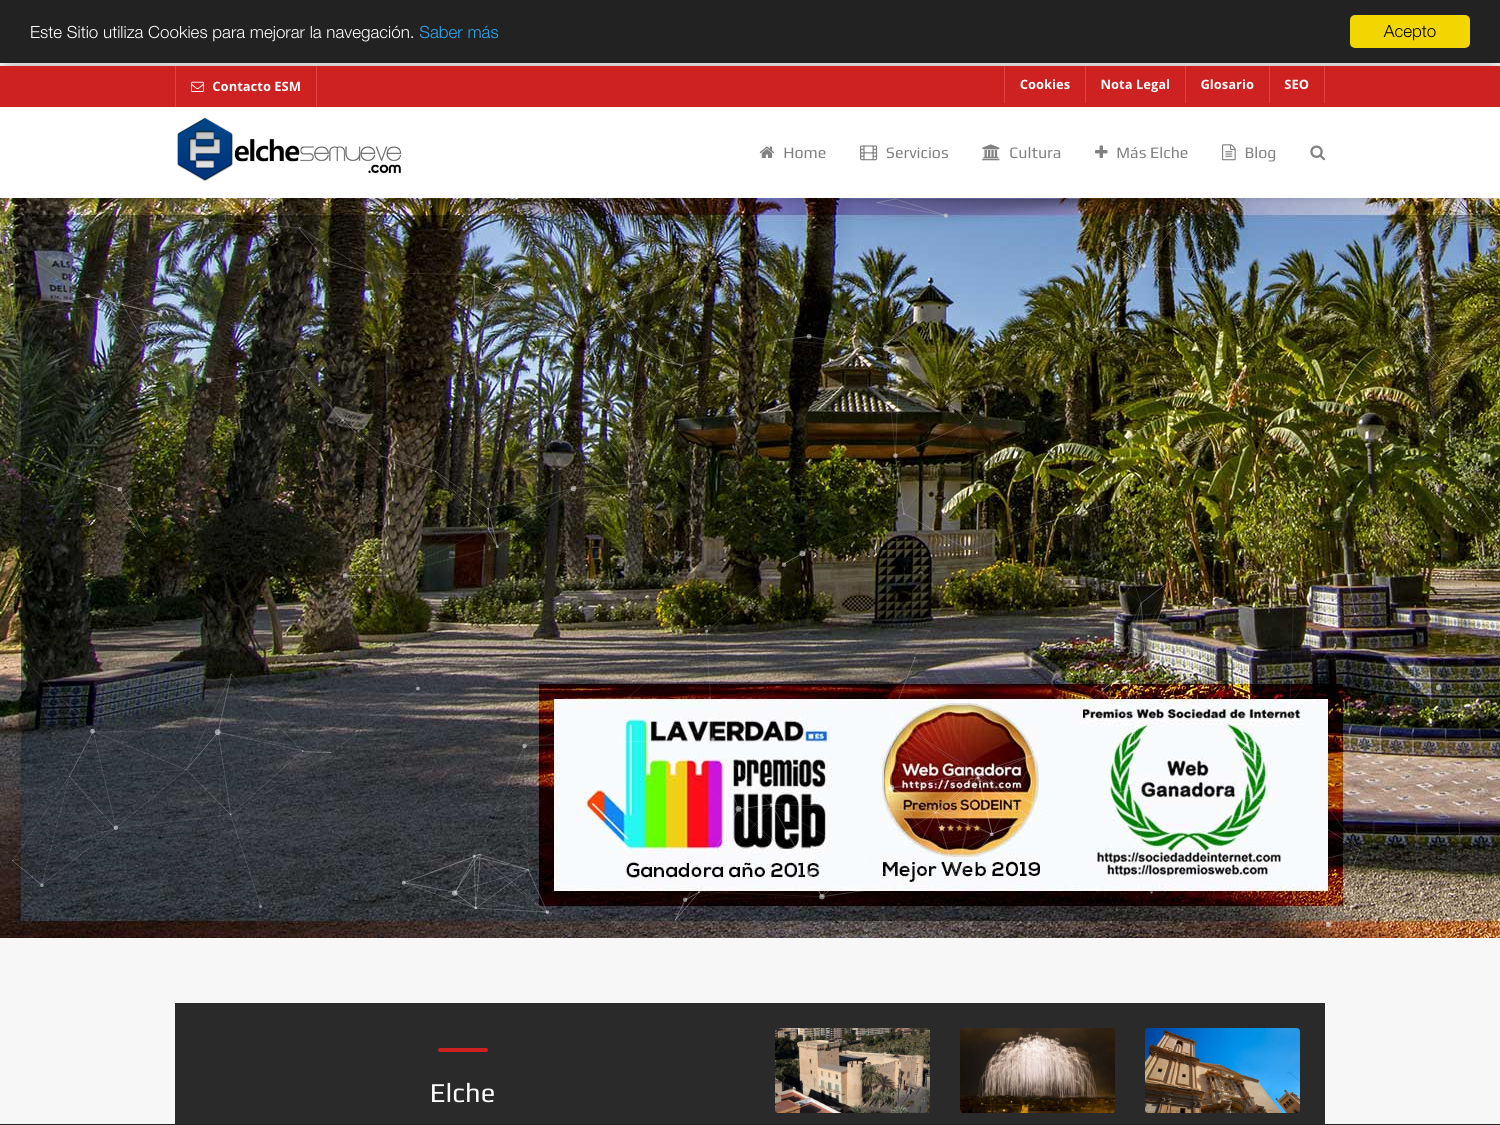 Este Sitio utiliza Cookies para mejorar la navegación. Saber más
Acepto
Contacto ESM
Cookies
Nota Legal
Glosario
SEO
elchesemueve
.com
Home
Servicios
Cultura
Más Elche
Blog
LAVERDAD.ES
premios
web
Ganadora año 2016
Web Ganadora
https://sodeint.com
Premios SODEINT
Mejor Web 2019
Premios Web Sociedad de Internet
Web
Ganadora
https://sociedaddeinternet.com
https://lospremiosweb.com
Elche